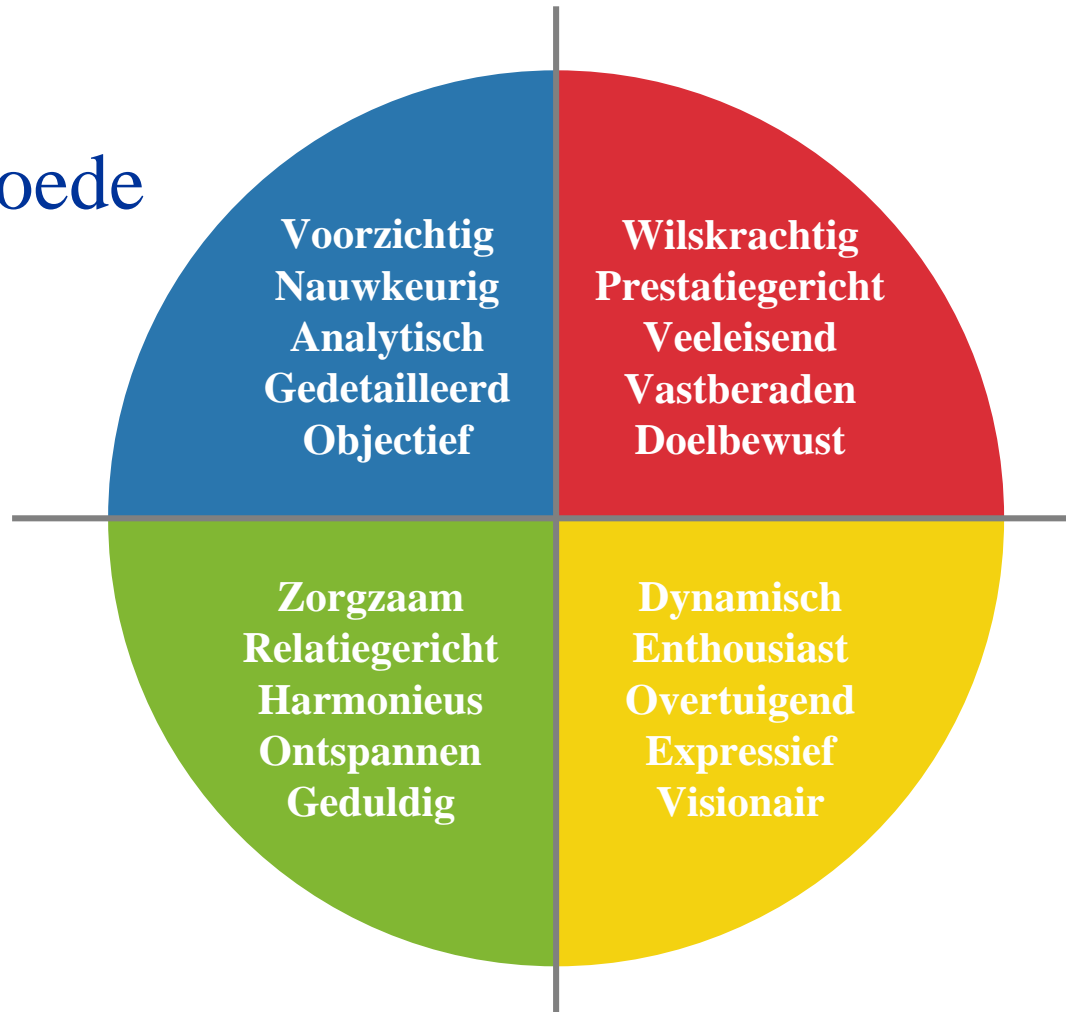 oede
Voorzichtig
Nauwkeurig
Analytisch
Gedetailleerd
Objectief
Wilskrachtig
Prestatiegericht
Veeleisend
Vastberaden
Doelbewust
Zorgzaam
Relatiegericht
Harmonieus
Ontspannen
Geduldig
Dynamisch
Enthousiast
Overtuigend
Expressief
Visionair